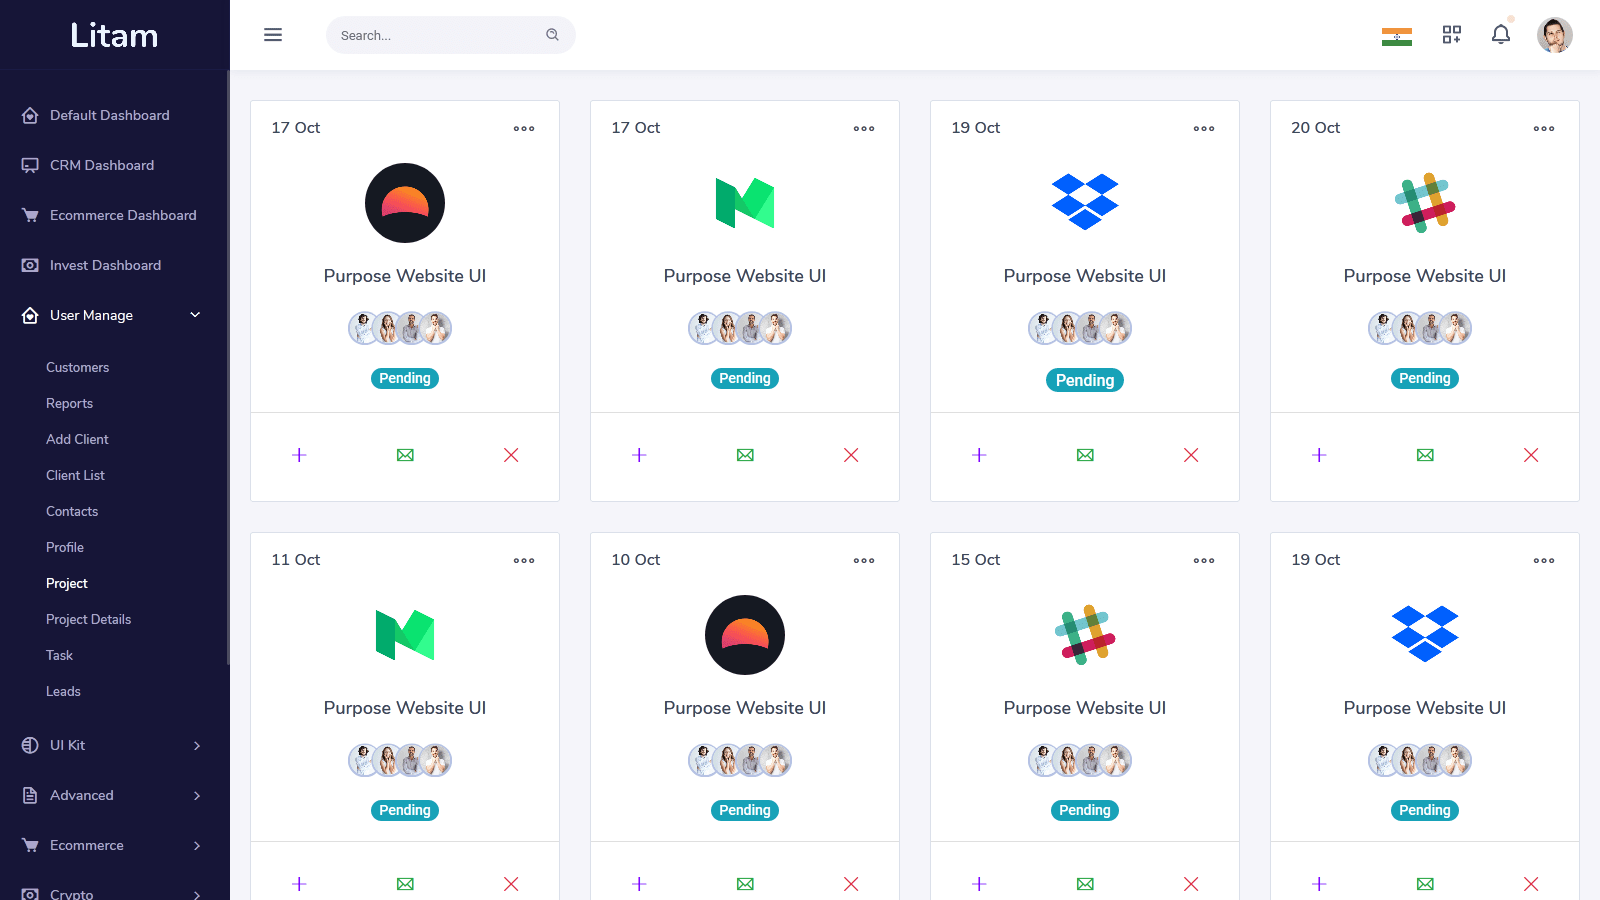 Litam
Search...
Default Dashboard
CRM Dashboard
Ecommerce Dashboard
Invest Dashboard
User Manage
Customers
Reports
Add Client
Client List
Contacts
Profile
Project
Project Details
Task
Leads
UI Kit
Advanced
Ecommerce
Crypto
17 Oct
Purpose Website UI
Pending
17 Oct
Purpose Website UI
Pending
19 Oct
Purpose Website UI
Pending
20 Oct
Purpose Website UI
Pending
11 Oct
Purpose Website UI
Pending
10 Oct
Purpose Website UI
Pending
15 Oct
Purpose Website UI
Pending
19 Oct
Purpose Website UI
Pending